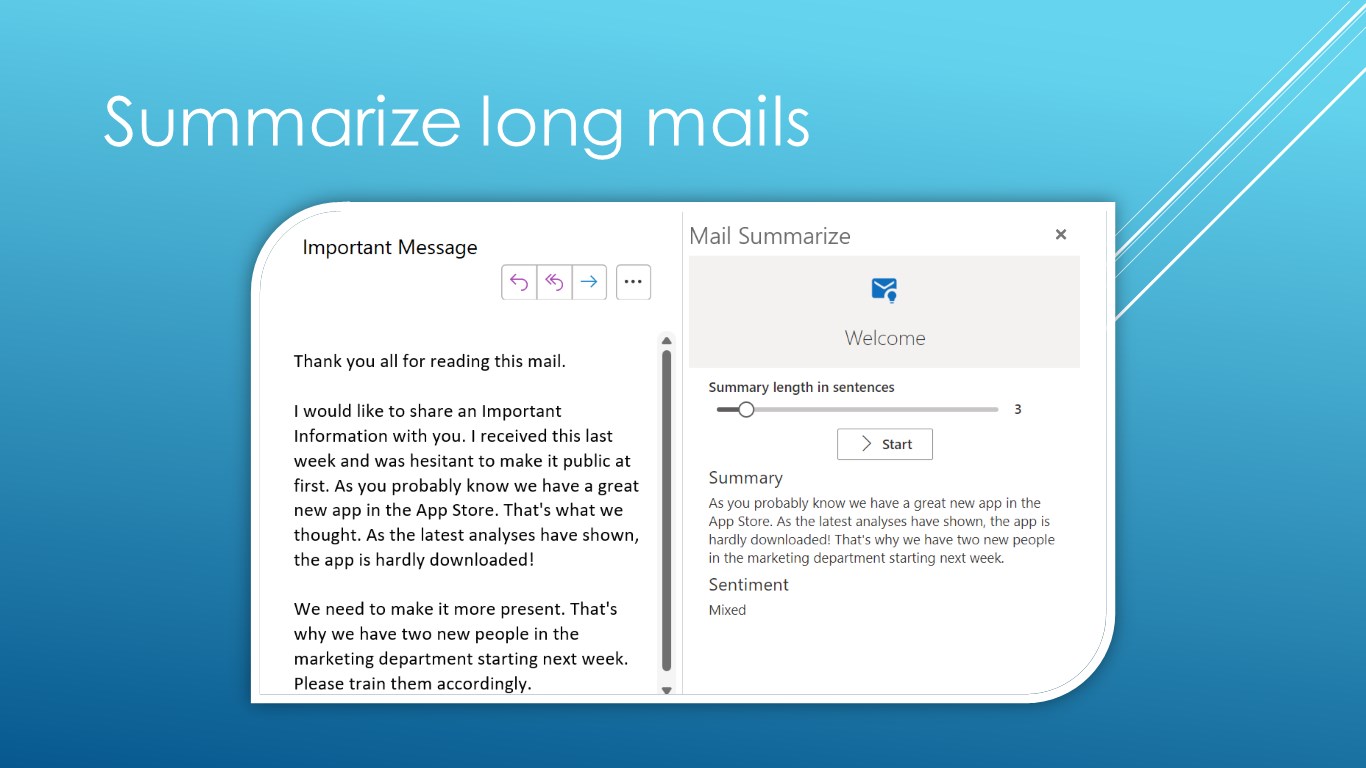 Summarize long mails
Important Message
Thank you all for reading this mail.
I would like to share an Important
Information with you. I received this last
week and was hesitant to make it public at
first. As you probably know we have a great
new app in the App Store. That's what we
thought. As the latest analyses have shown,
the app is hardly downloaded!
We need to make it more present. That's
why we have two new people in the
marketing department starting next week.
Please train them accordingly.
Mail Summarize
Welcome
Summary length in sentences
3
Start
Summary
As you probably know we have a great new app in the
App Store. As the latest analyses have shown, the app is
hardly downloaded! That's why we have two new people
in the marketing department starting next week.
Sentiment
Mixed